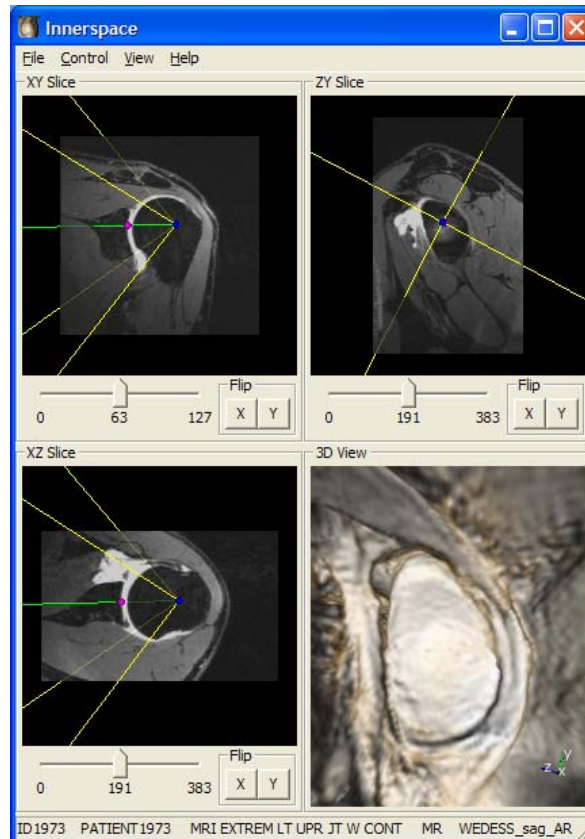 Innerspace
File Control View Help
XY Slice
ZY Slice
Flip
0 63 127
X Y
Flip
0 191 383
X Y
XZ Slice
3D View
Flip
0 191 383
X Y
y
z x
ID1973 PATIENT1973 MRI EXTREM LT UPR JT W CONT MR WEDESS_sag_AR